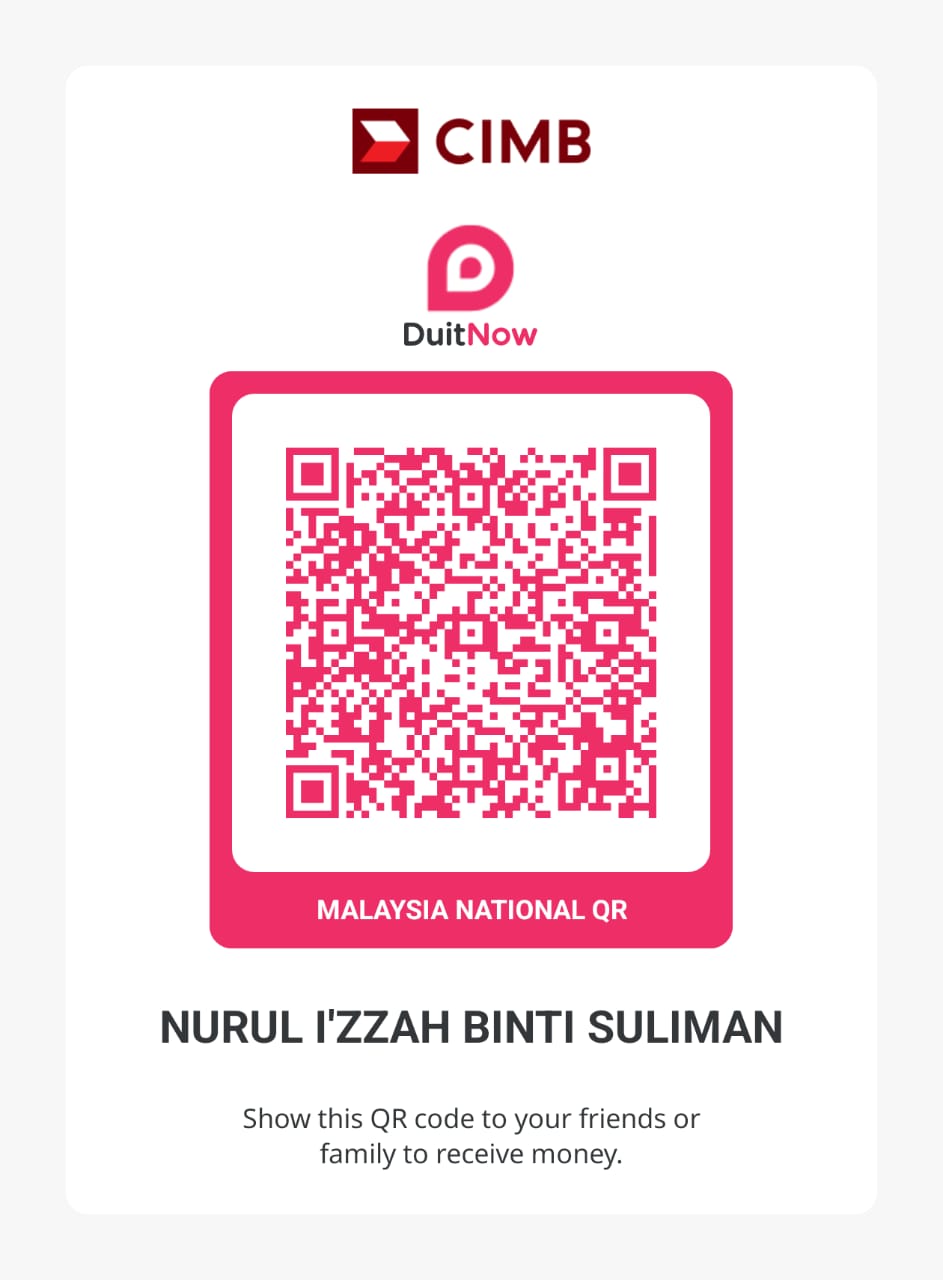 CIMB
DuitNow
MALAYSIA NATIONAL QR
NURUL I'ZZAH BINTI SULIMAN
Show this QR code to your friends or
family to receive money.